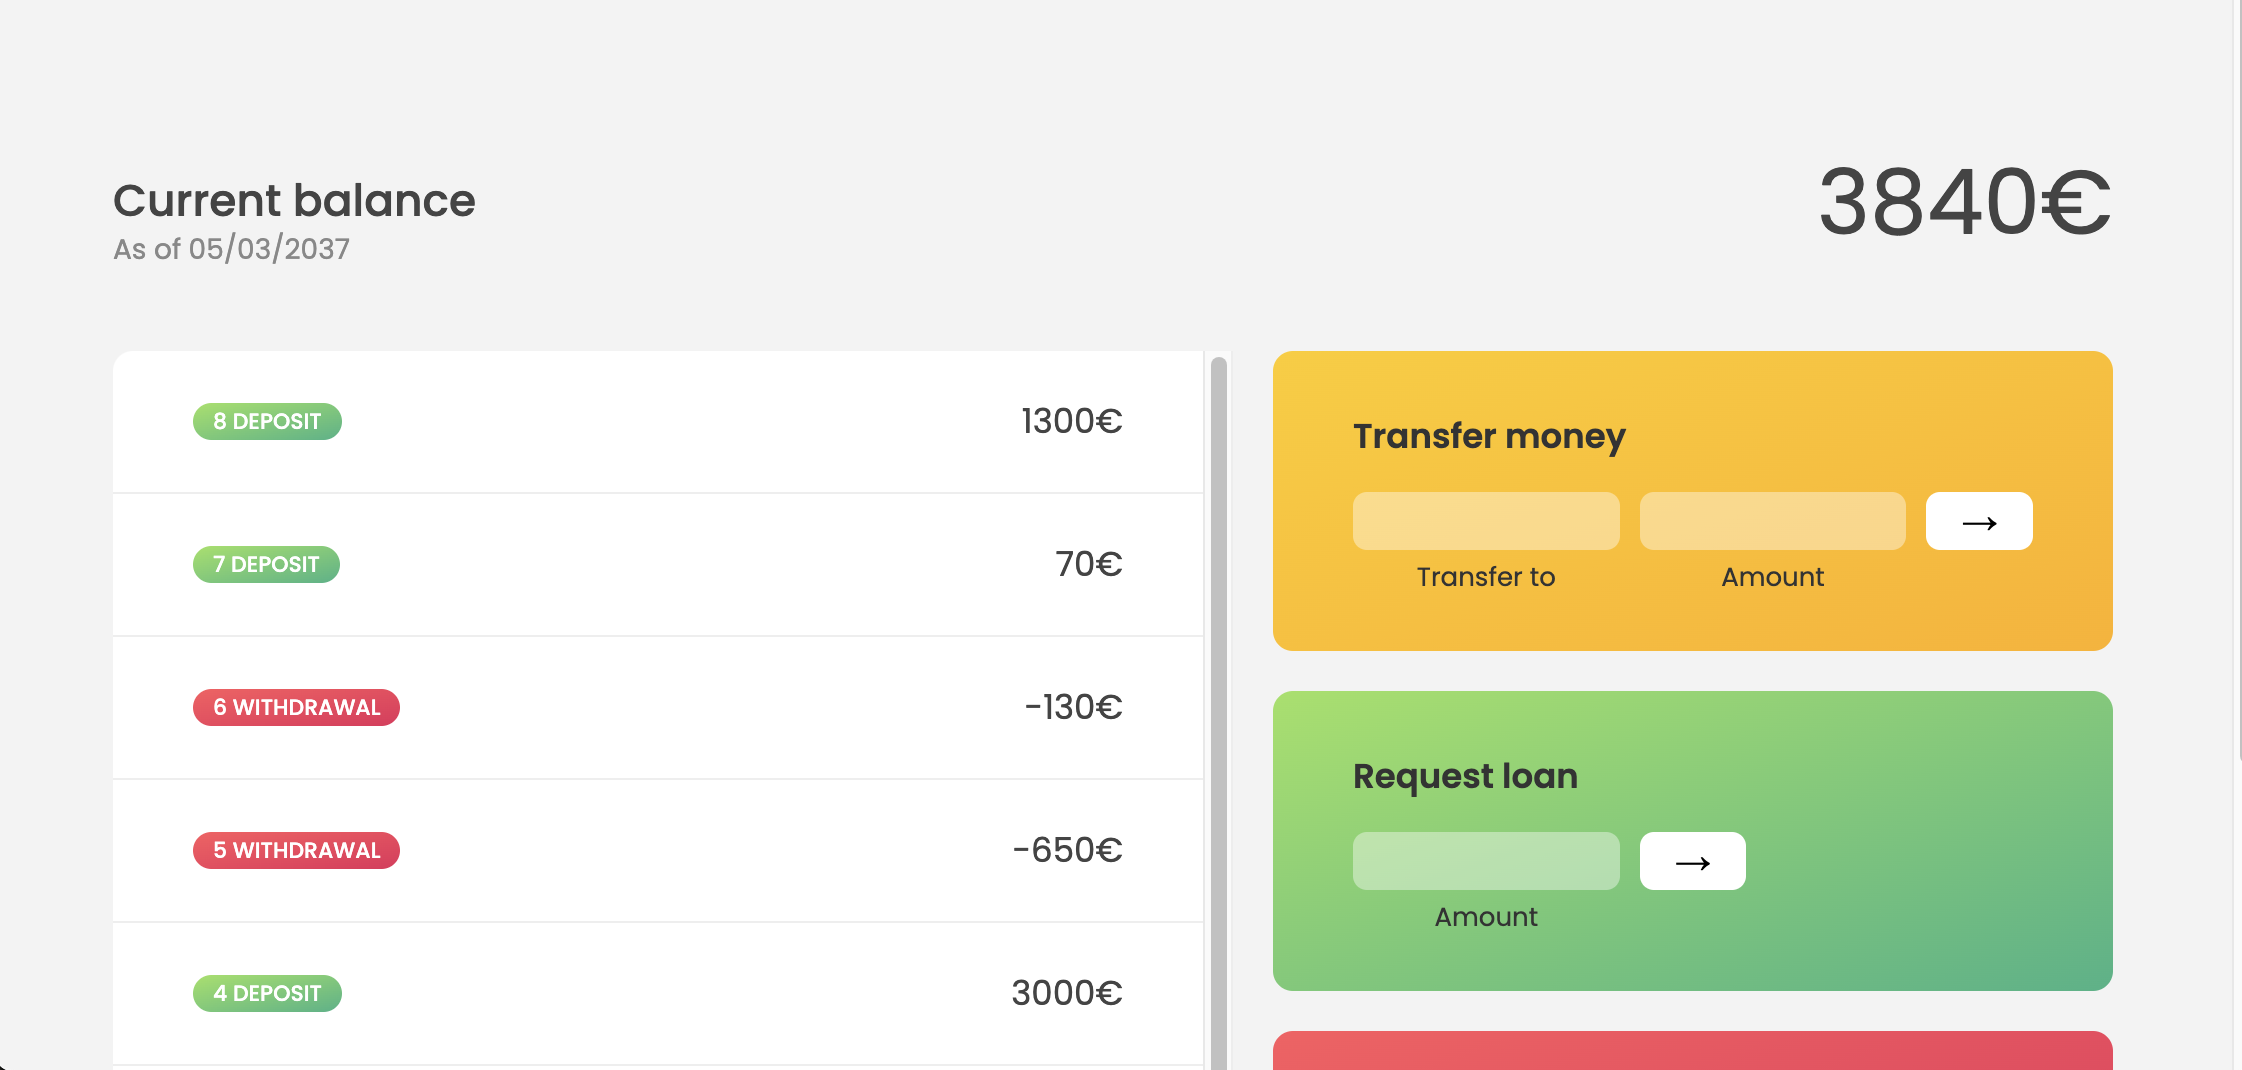 Current balance
As of 05/03/2037
3840€
8 DEPOSIT
1300€
7 DEPOSIT
70€
6 WITHDRAWAL
-130€
5 WITHDRAWAL
-650€
4 DEPOSIT
3000€
Transfer money
→
Transfer to
Amount
Request loan
→
Amount